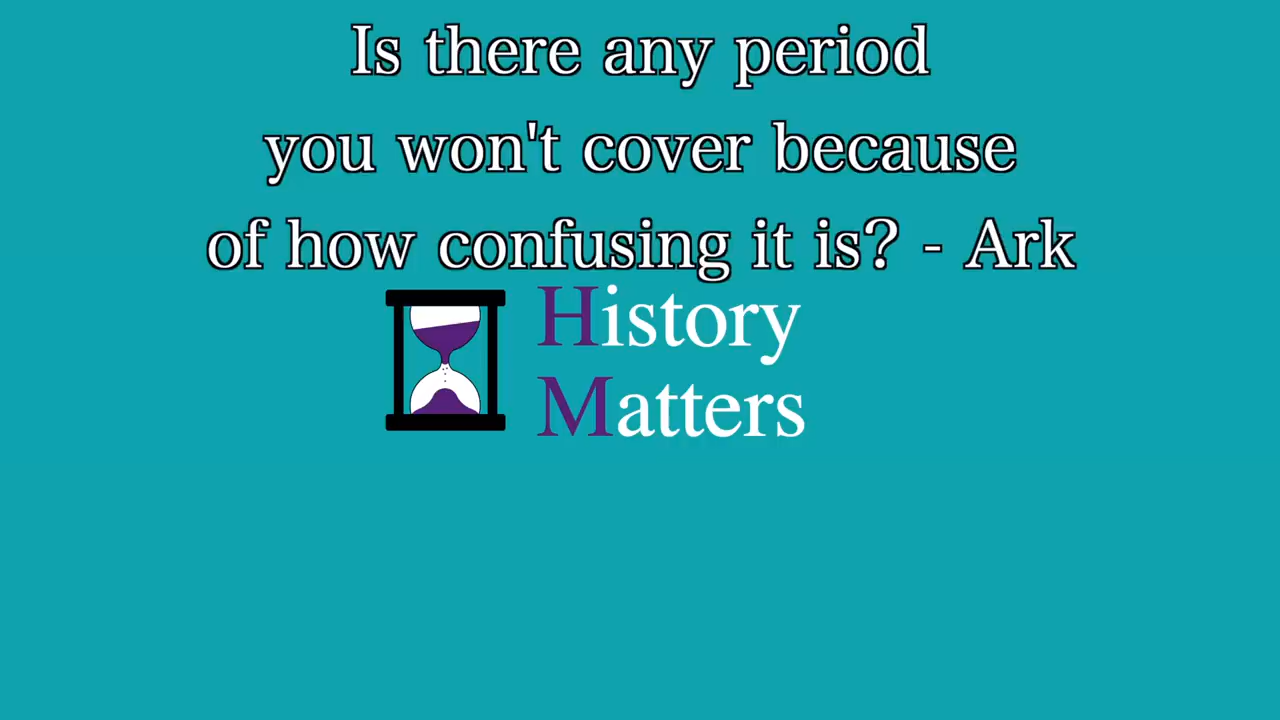 Is there any period
you won't cover because
of how confusing it is? - Ark
History
Matters